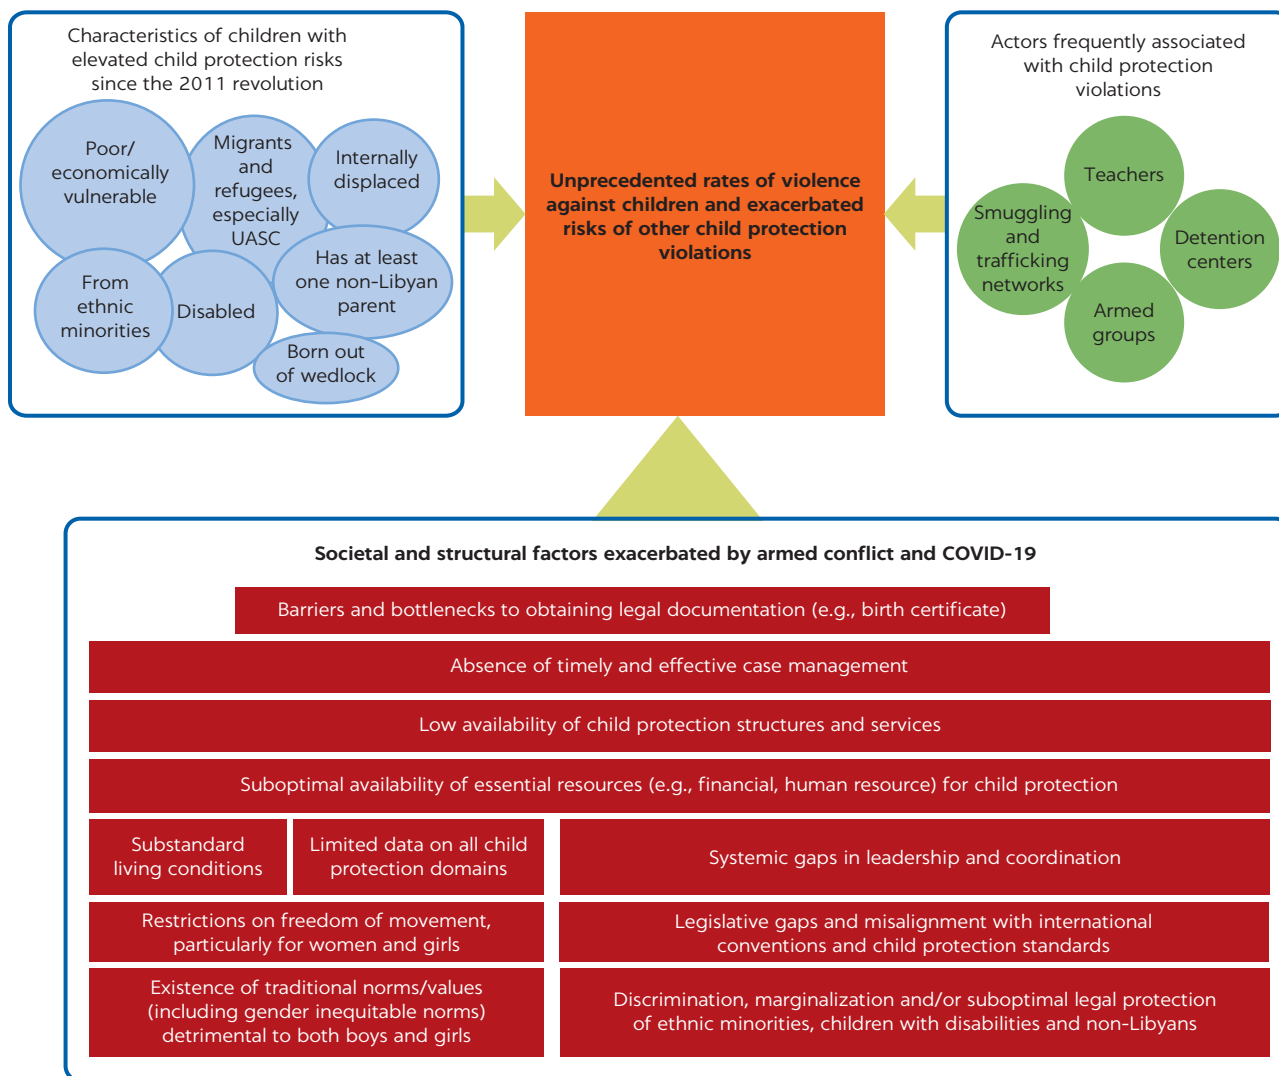 Characteristics of children with
elevated child protection risks
since the 2011 revolution
Poor/
economically
vulnerable
Migrants
and
refugees,
especially
UASC
Internally
displaced
From
ethnic
minorities
Disabled
Has at least
one non-Libyan
parent
Born out
of wedlock
Unprecedented rates of violence
against children and exacerbated
risks of other child protection
violations
Actors frequently associated
with child protection
violations
Teachers
Smuggling
and
trafficking
networks
Detention
centers
Armed
groups
Societal and structural factors exacerbated by armed conflict and COVID-19
Barriers and bottlenecks to obtaining legal documentation (e.g., birth certificate)
Absence of timely and effective case management
Low availability of child protection structures and services
Suboptimal availability of essential resources (e.g., financial, human resource) for child protection
Substandard
living conditions
Limited data on all child
protection domains
Systemic gaps in leadership and coordination
Restrictions on freedom of movement,
particularly for women and girls
Legislative gaps and misalignment with international
conventions and child protection standards
Existence of traditional norms/values
(including gender inequitable norms)
detrimental to both boys and girls
Discrimination, marginalization and/or suboptimal legal protection
of ethnic minorities, children with disabilities and non-Libyans